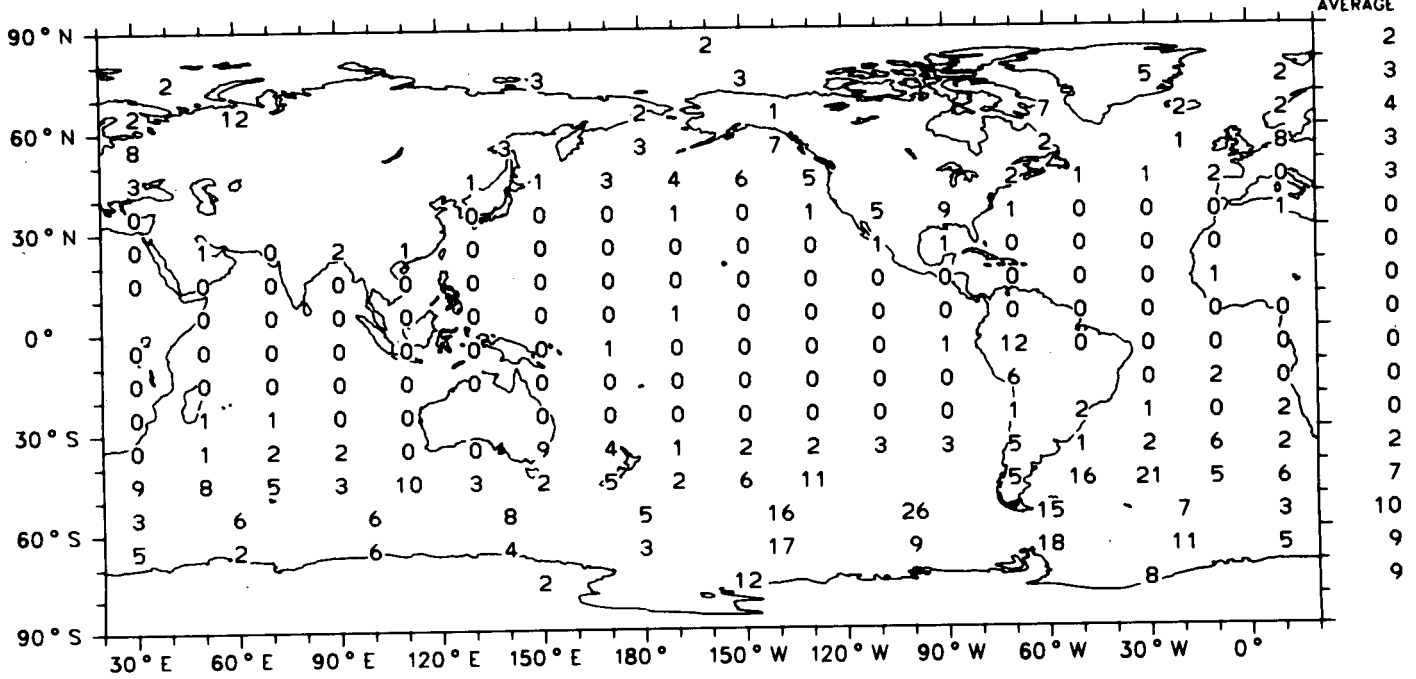 AVERAGE
90°N 2 2
2 3 3 5 2 3
2 12 2 1 7 2 2 4
60°N 8 3 3 7 2 1 8 3
3 1 1 3 4 6 5 2 1 1 2 0 3
0 0 0 0 1 0 1 5 9 1 0 0 0 1 0
30°N 0 1 0 2 1 0 0 0 0 0 0 1 1 0 0 0 0 0
0 0 0 0 0 0 0 0 0 0 0 0 0 0 0 0 1 0
0 0 0 0 0 0 0 1 0 0 0 0 0 0 0 0 0 0
0° 0 0 0 0 0 0 0 1 0 0 0 0 1 12 0 0 0 0 0
0 0 0 0 0 0 0 0 0 0 0 0 0 6 0 2 0 0
0 1 1 0 0 0 0 0 0 0 0 0 1 2 1 0 2 0
30°S 0 1 2 2 0 0 9 4 1 2 2 3 3 5 1 2 6 2 2
9 8 5 3 10 3 2 5 2 6 11 5 16 21 5 6 7
3 6 6 8 5 16 26 15 7 3 10
60°S 5 2 6 4 3 17 9 18 11 5 9
2 12 8 9
90°S
30°E 60°E 90°E 120°E 150°E 180° 150°W 120°W 90°W 60°W 30°W 0°